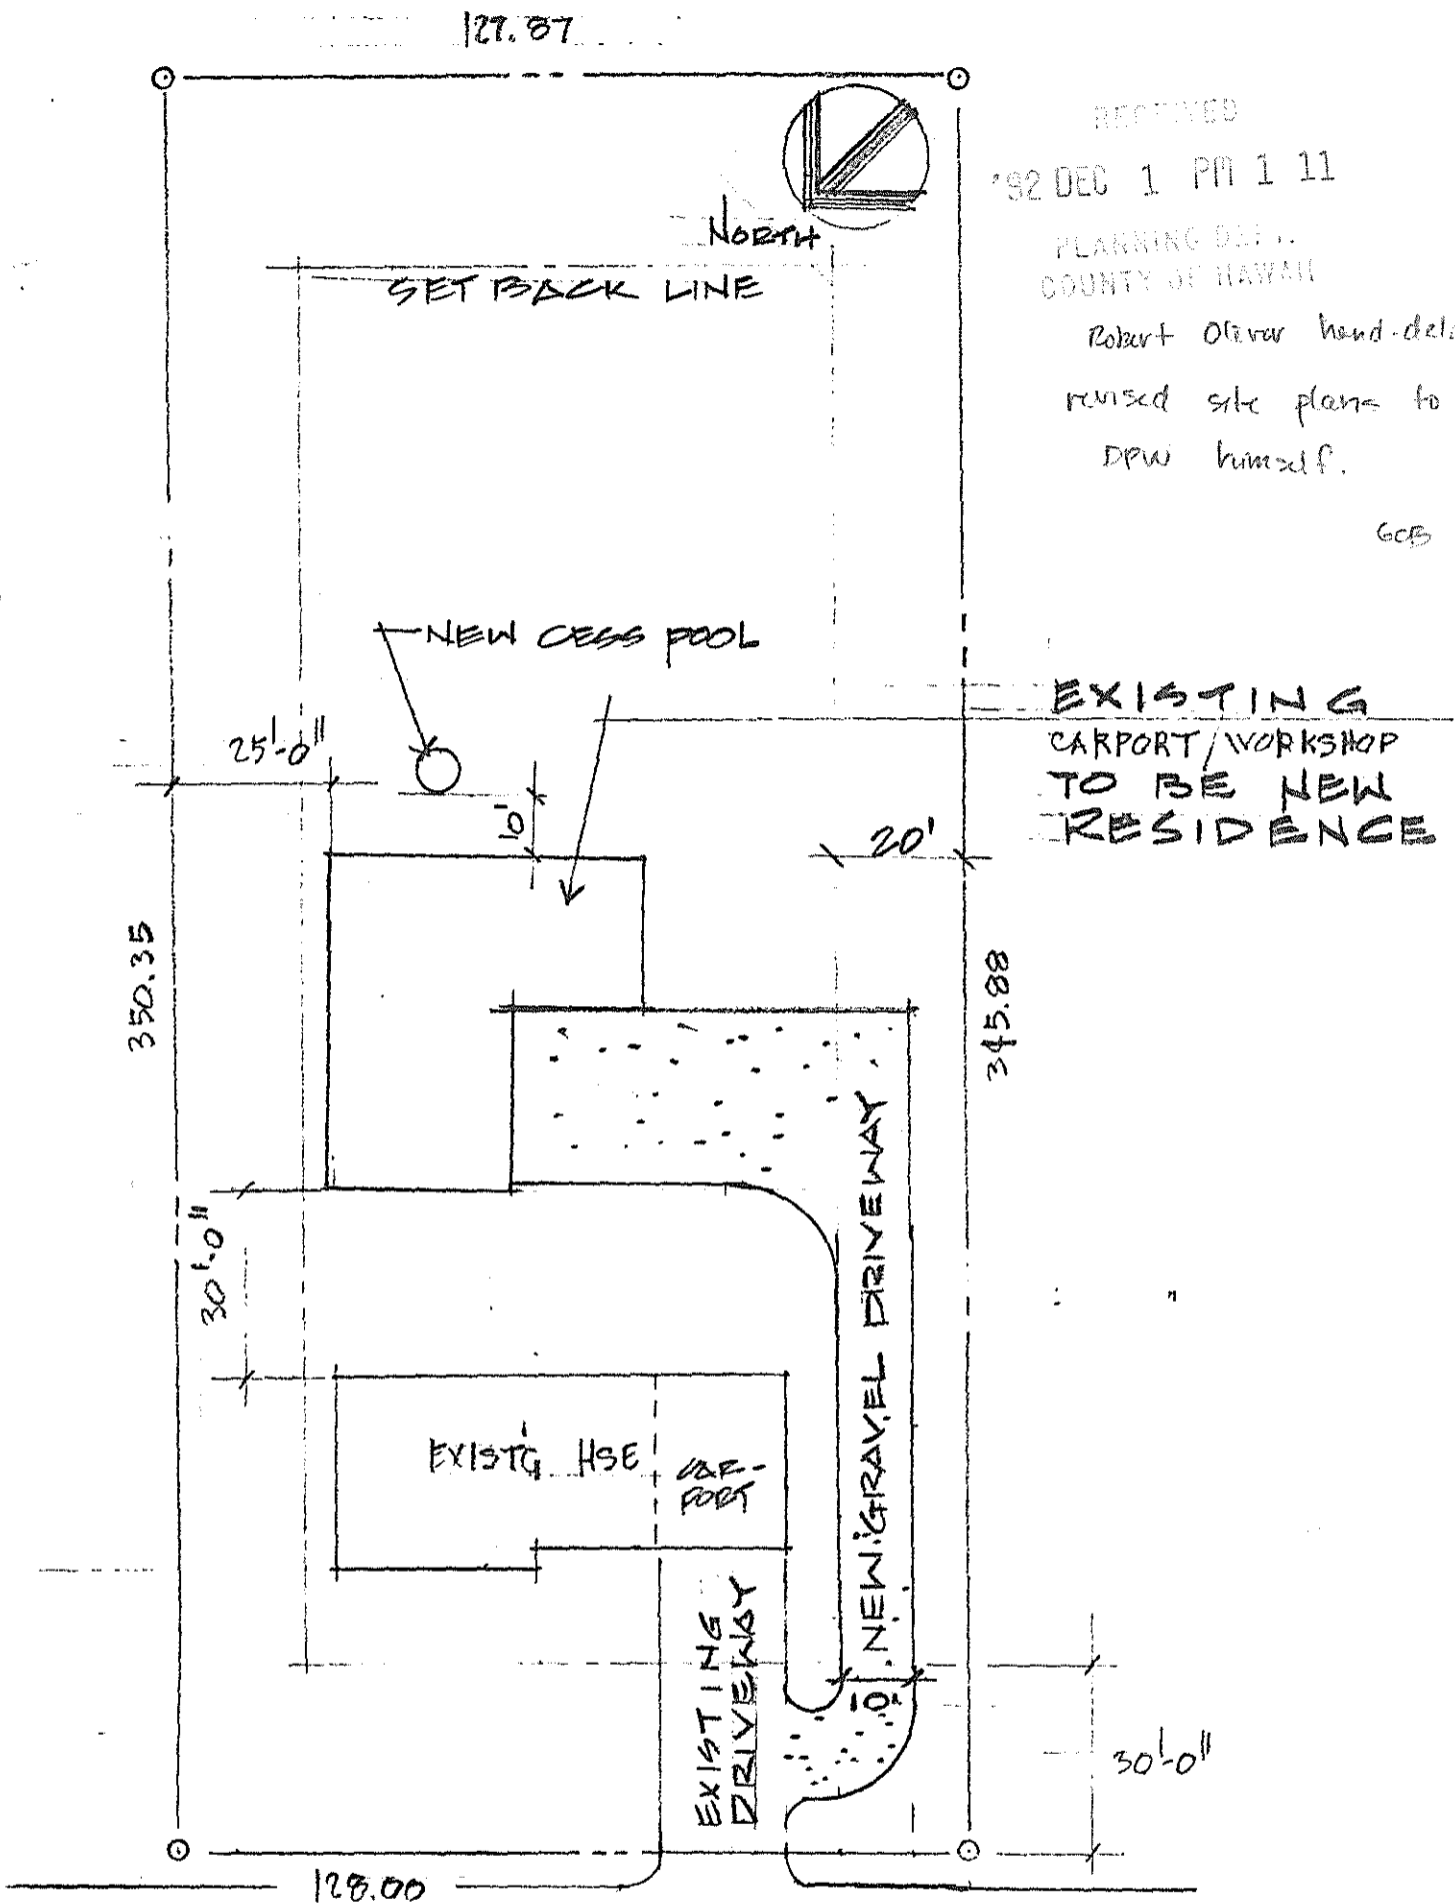 127.87
RECEIVED
'92 DEC 1 PM 1 11
PLANNING DEPT.
COUNTY OF HAWAII
Robert Oliver hand-del
revised site plans to
DPW himself.
GCB
NORTH
SET BACK LINE
NEW CESS POOL
EXISTING
CARPORT/WORKSHOP
TO BE NEW
RESIDENCE
25'-0"
10'
20'
350.35
345.88
30'-0"
NEW GRAVEL DRIVEWAY
EXIST'G HSE
CAR-
PORT
EXISTING
DRIVEWAY
10'
30'-0"
128.00